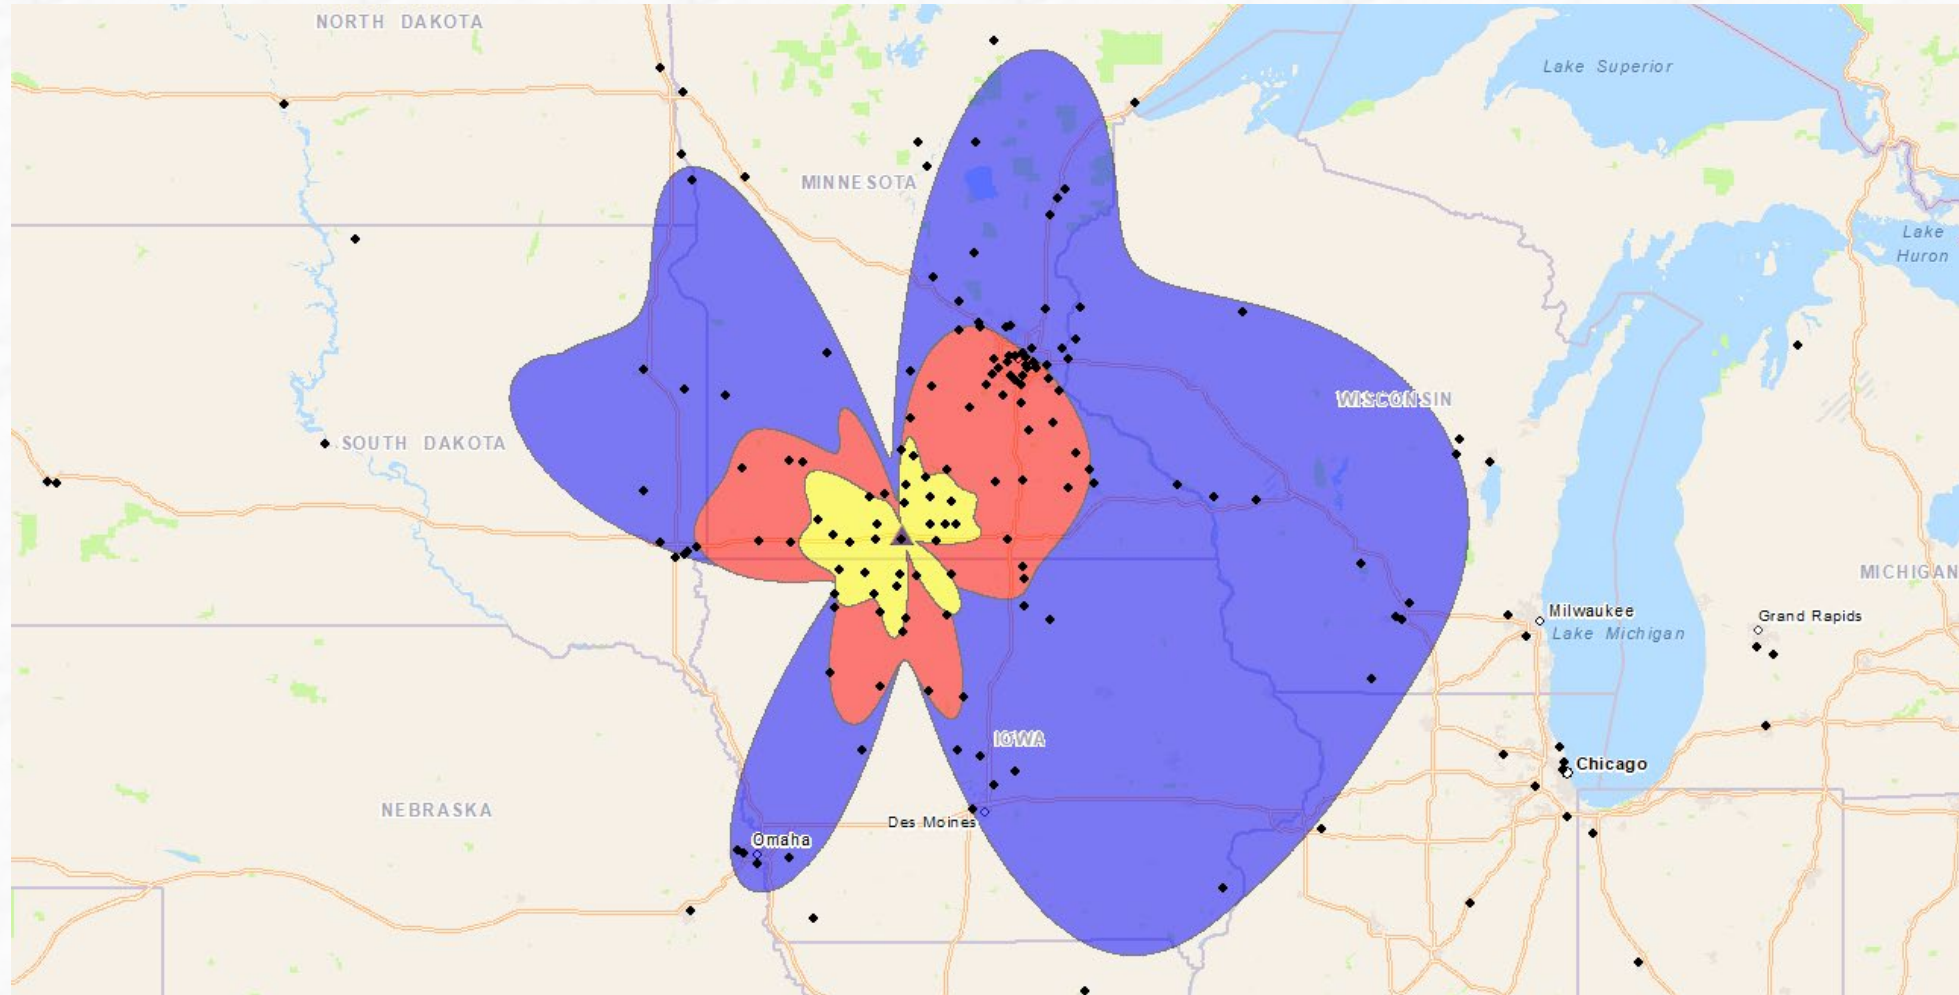 NORTH DAKOTA
Lake Superior
MINNESOTA
Lake
Huron
WISCONSIN
SOUTH DAKOTA
MICHIGAN
Milwaukee
Grand Rapids
Lake Michigan
IOWA
Chicago
NEBRASKA
Des Moines
Omaha